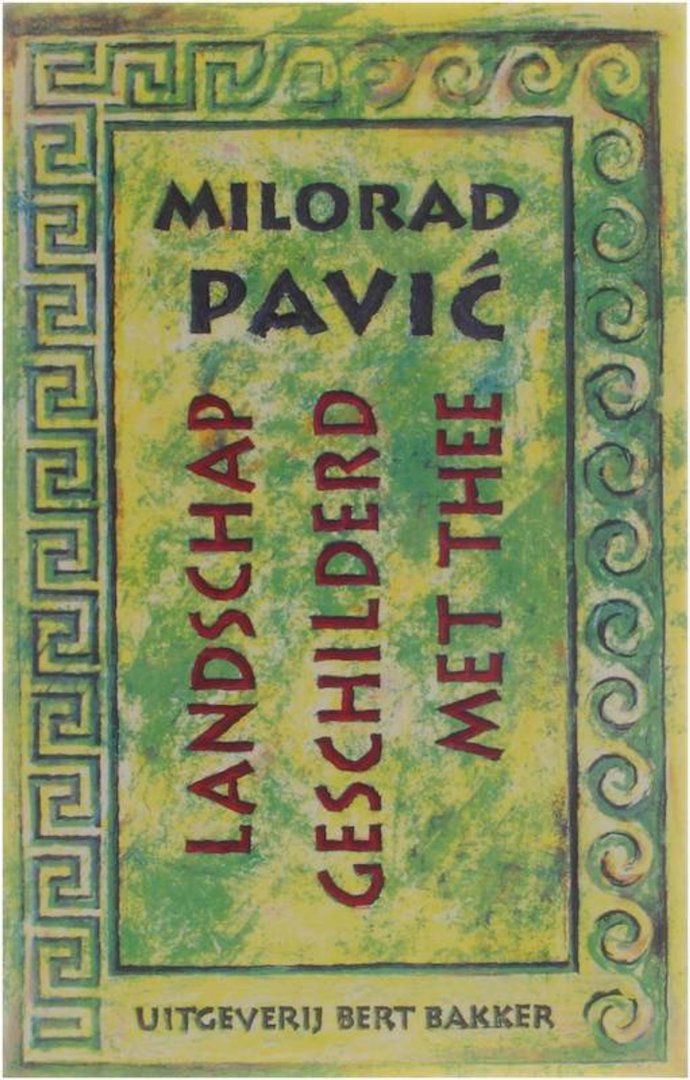 MILORAD
PAVIĆ
LANDSCHAP
GESCHILDERD
MET THEE
UITGEVERIJ BERT BAKKER